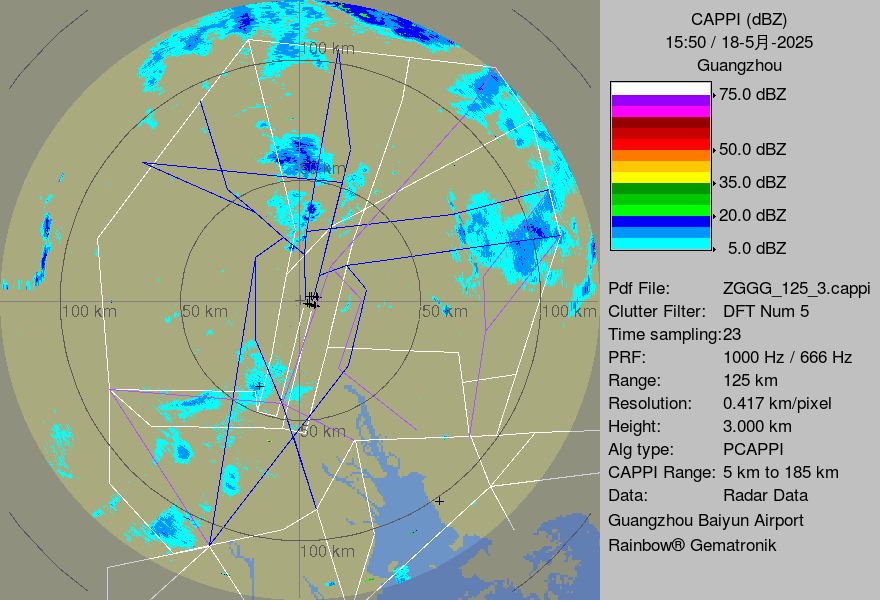 CAPPI (dBZ)
15:50 / 18-5月-2025
Guangzhou
75.0 dBZ
50.0 dBZ
35.0 dBZ
20.0 dBZ
5.0 dBZ
Pdf File: ZGGG_125_3.cappi
Clutter Filter: DFT Num 5
Time sampling:23
PRF: 1000 Hz / 666 Hz
Range: 125 km
Resolution: 0.417 km/pixel
Height: 3.000 km
Alg type: PCAPPI
CAPPI Range: 5 km to 185 km
Data: Radar Data
Guangzhou Baiyun Airport
Rainbow® Gematronik
100 km
50 km
100 km
50 km
50 km
100 km
50 km
100 km